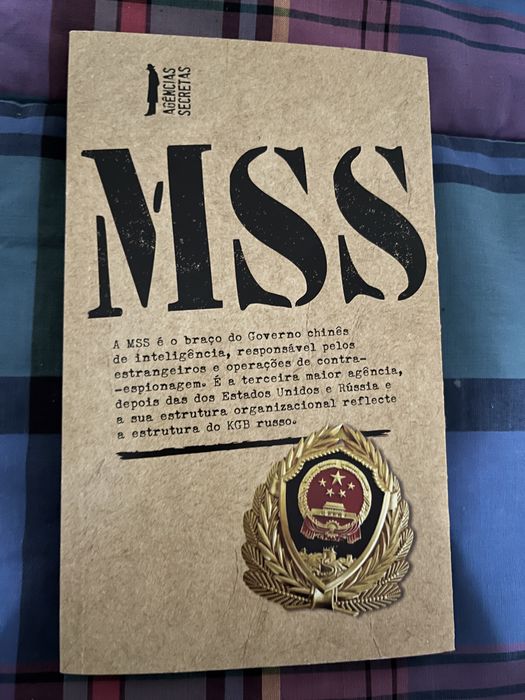 AGÊNCIAS
SECRETAS
MSS
A MSS é o braço do Governo chinês
de inteligência, responsável pelos
estrangeiros e operações de contra-
-espionagem. É a terceira maior agência,
depois das dos Estados Unidos e Rússia e
a sua estrutura organizacional reflecte
a estrutura do KGB russo.